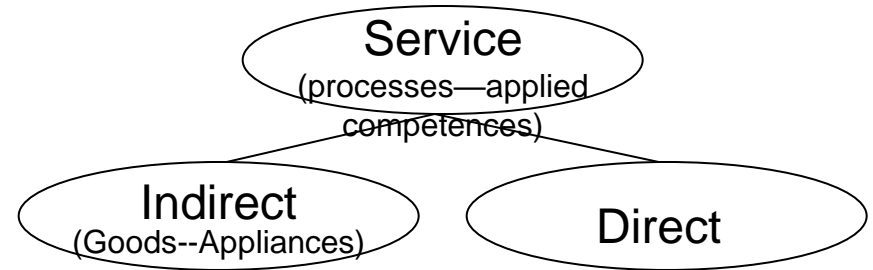 Service
(processes—applied
competences)
Indirect
(Goods--Appliances)
Direct